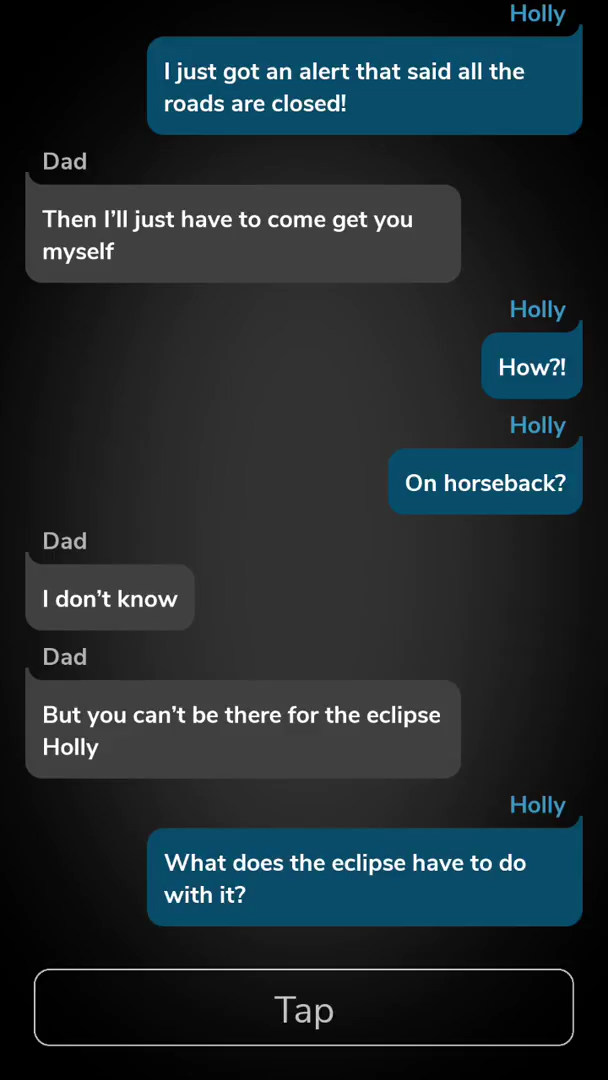 Holly
I just got an alert that said all the
roads are closed!
Dad
Then I’ll just have to come get you
myself
Holly
How?!
Holly
On horseback?
Dad
I don’t know
Dad
But you can’t be there for the eclipse
Holly
Holly
What does the eclipse have to do
with it?
Tap